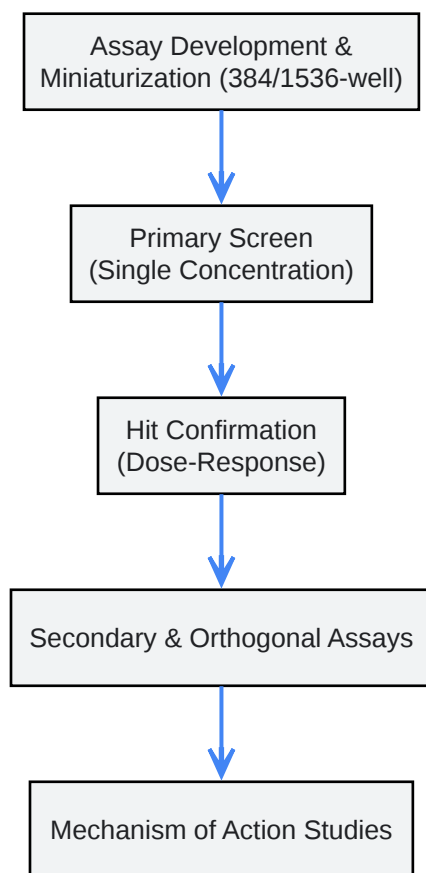 Assay Development &
Miniaturization (384/1536-well)
Primary Screen
(Single Concentration)
Hit Confirmation
(Dose-Response)
Secondary & Orthogonal Assays
Mechanism of Action Studies